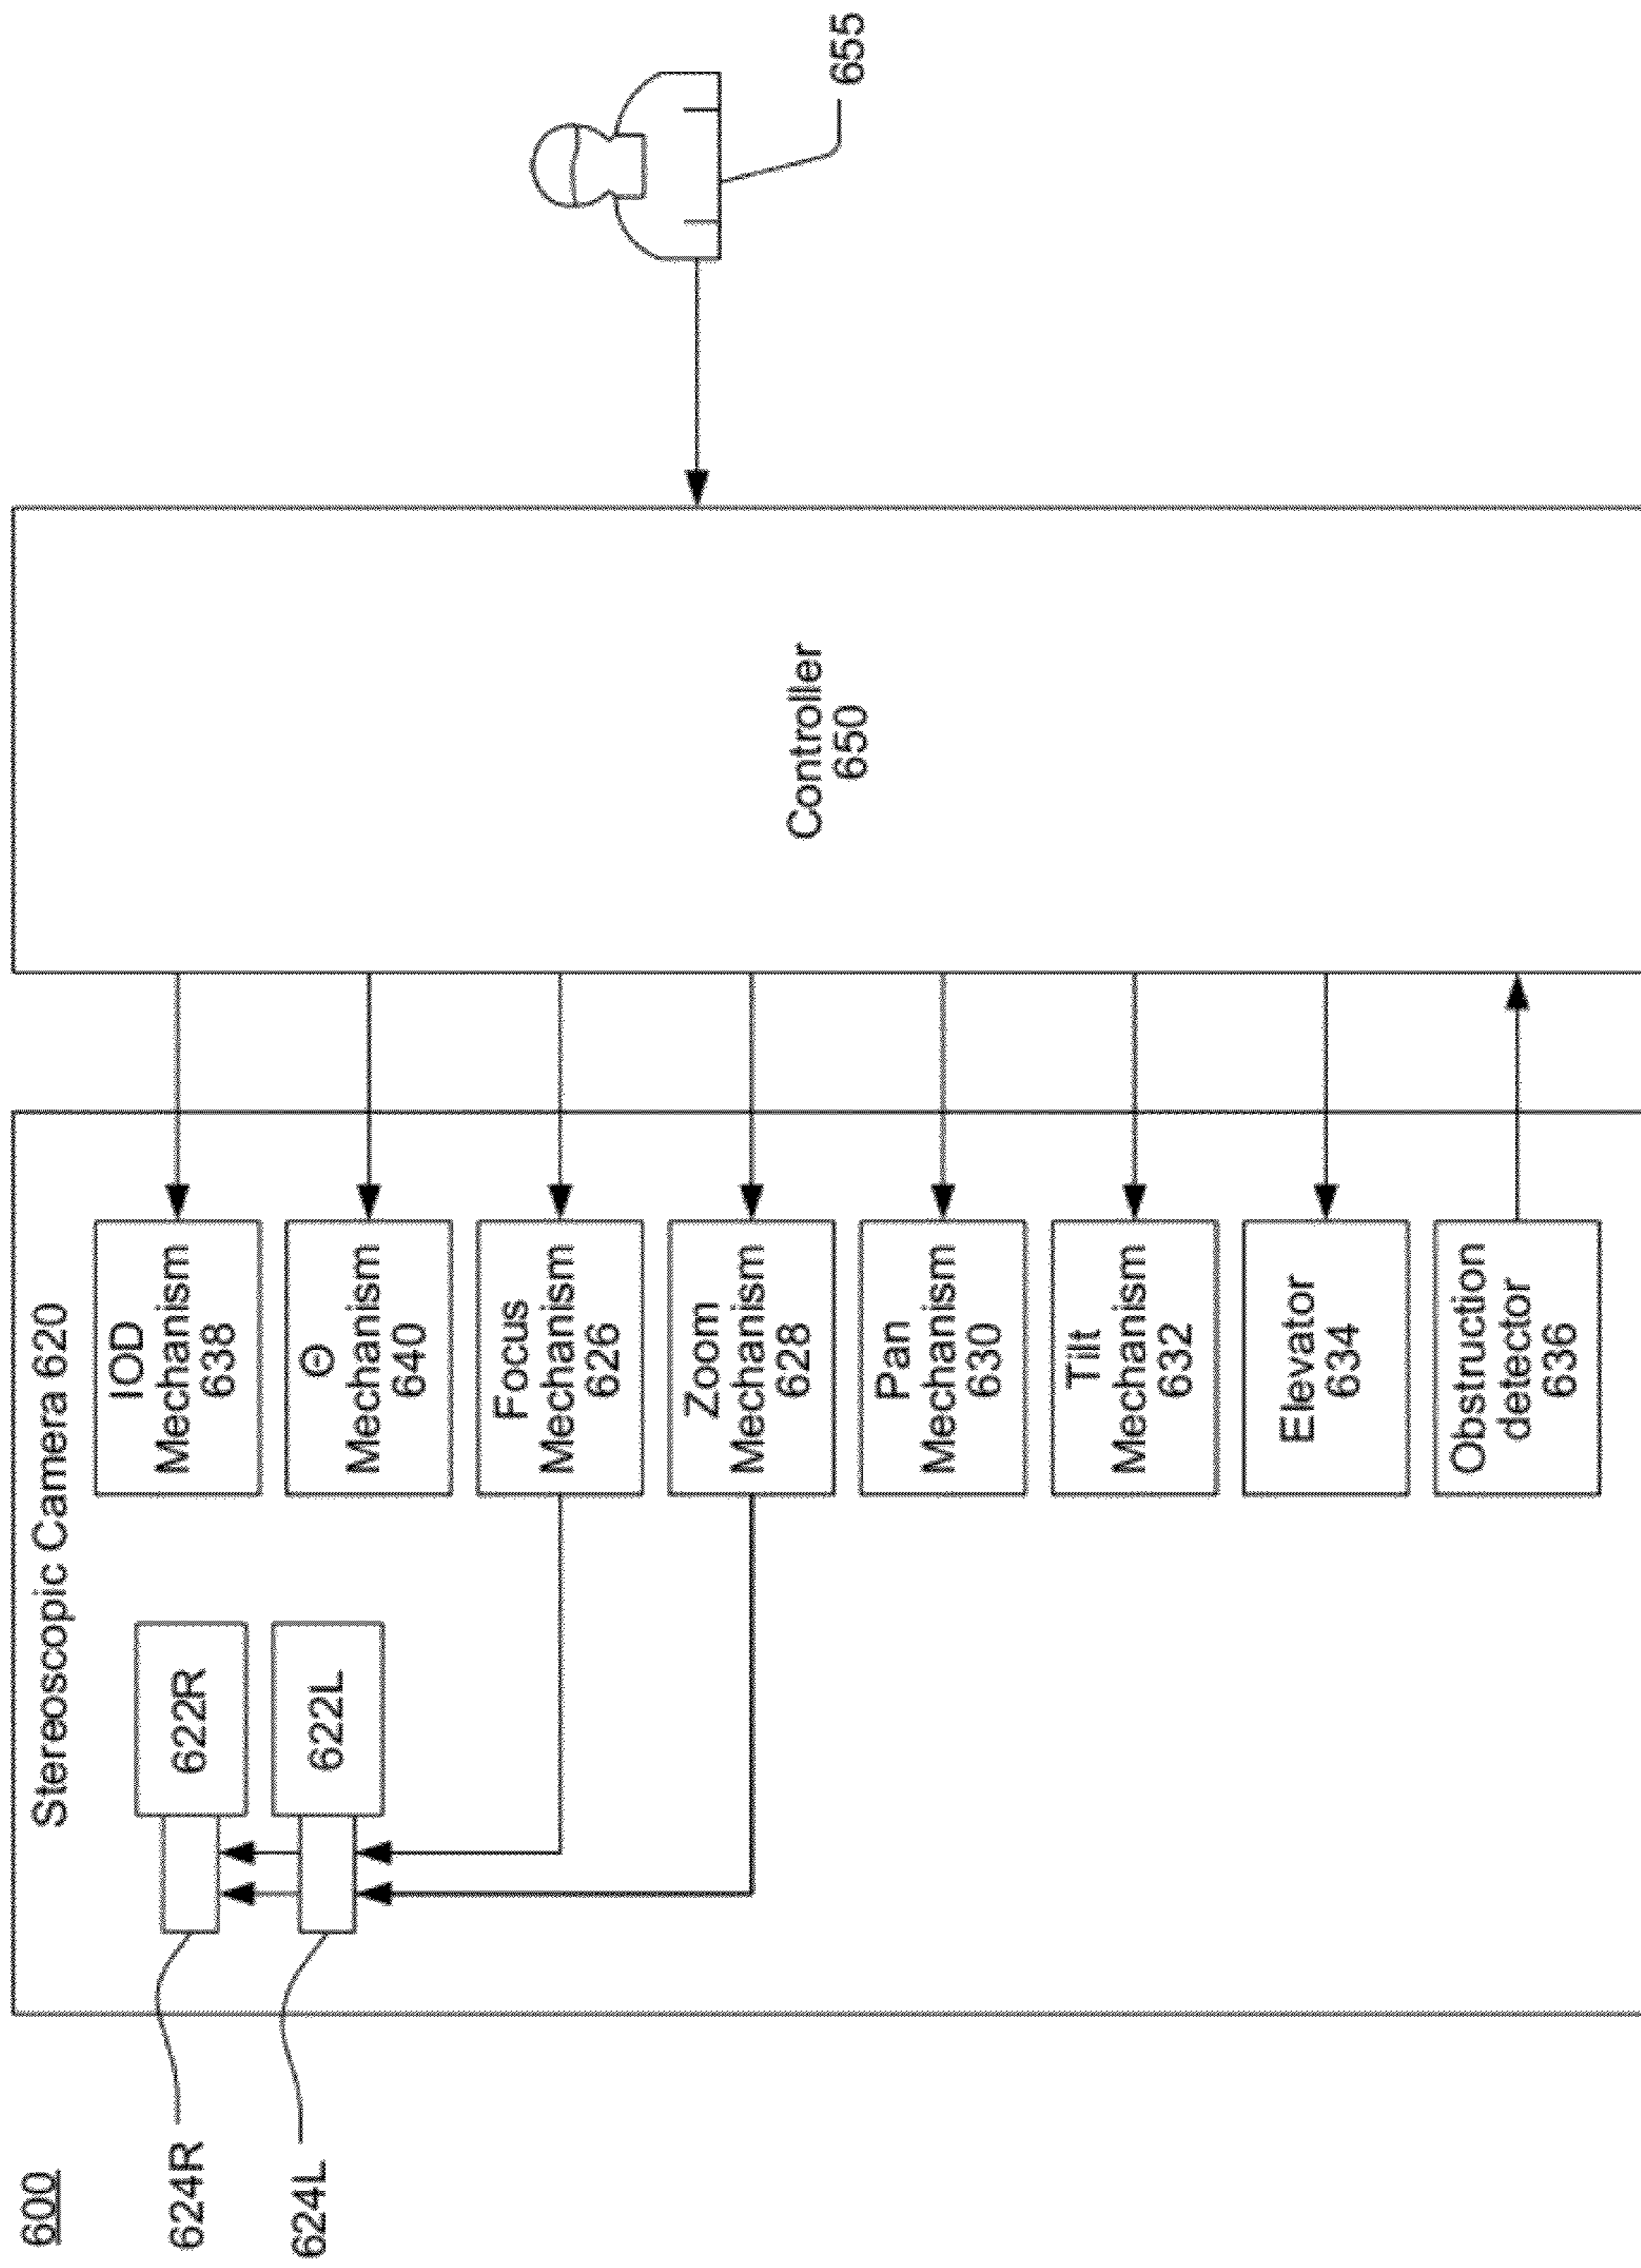 600
Stereoscopic Camera 620
624R
624L
622R
622L
IOD
Mechanism
638
Θ
Mechanism
640
Focus
Mechanism
626
Zoom
Mechanism
628
Pan
Mechanism
630
Tilt
Mechanism
632
Elevator
634
Obstruction
detector
636
Controller
650
655